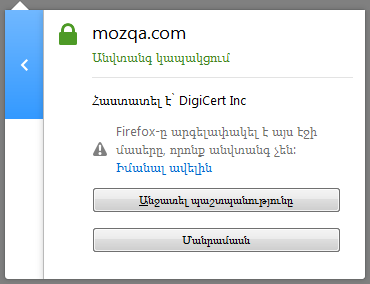 mozqa.com
Անվտանգ կապակցում
Հաստատել է՝ DigiCert Inc
Firefox-ը արգելափակել է այս էջի
մասերը, որոնք անվտանգ չեն:
Իմանալ ավելին
Անջատել պաշտպանությունը
Մանրամասն